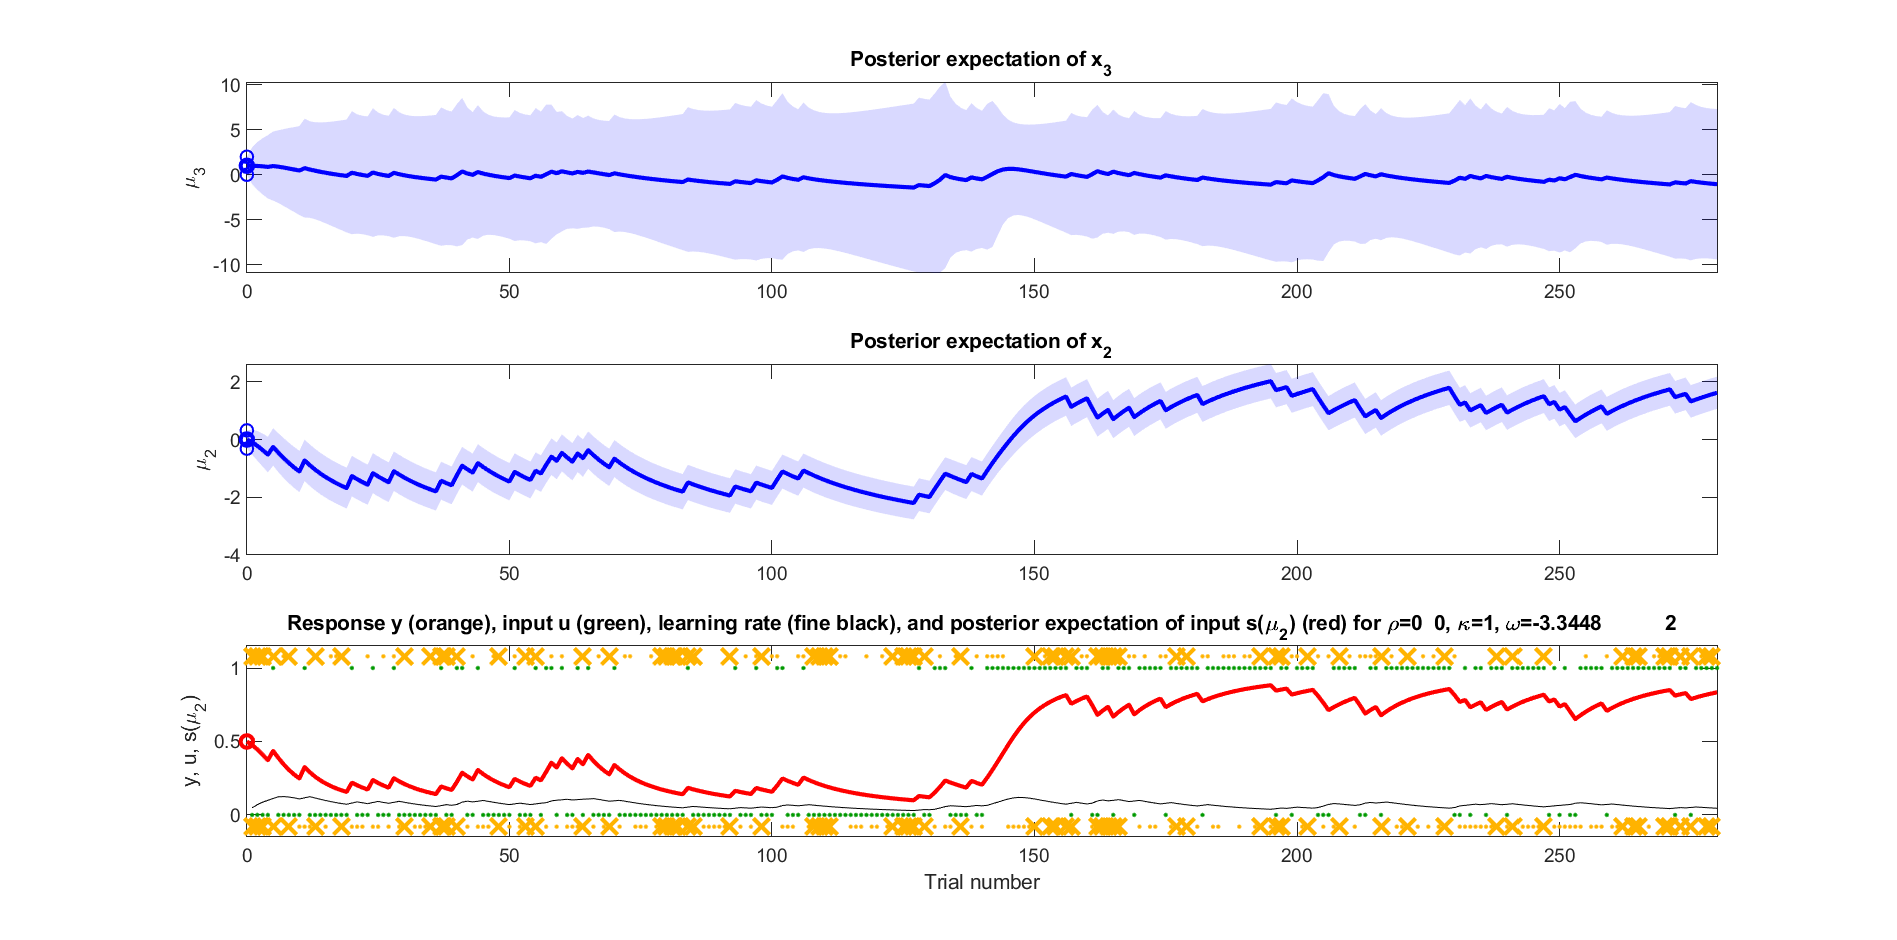 Posterior expectation of x₃
10
5
0
-5
-10
μ₃
0 50 100 150 200 250
Posterior expectation of x₂
2
0
-2
-4
μ₂
0 50 100 150 200 250
Response y (orange), input u (green), learning rate (fine black), and posterior expectation of input s(μ₂) (red) for ρ=0 0, κ=1, ω=-3.3448 2
1
0.5
0
y, u, s(μ₂)
0 50 100 150 200 250
Trial number